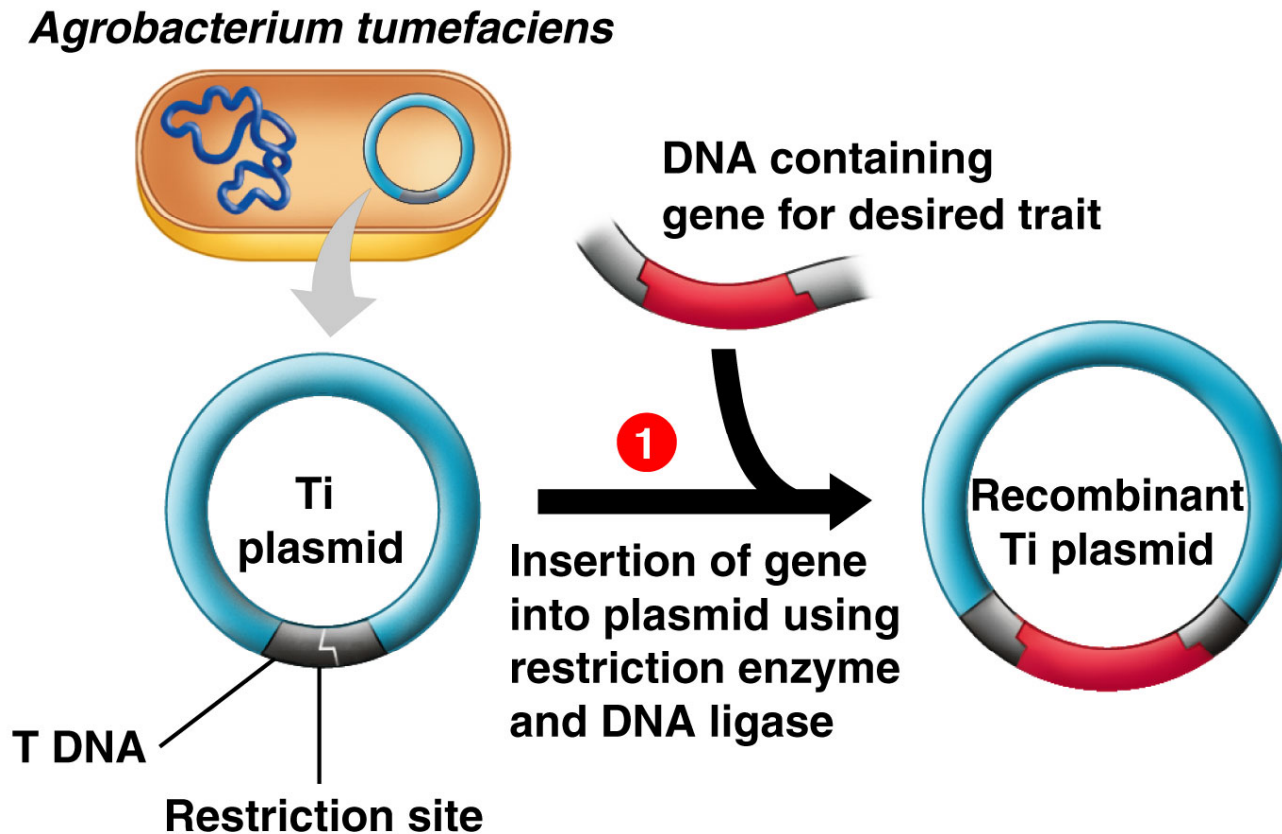 Agrobacterium tumefaciens
DNA containing
gene for desired trait
1
Ti
plasmid
Insertion of gene
into plasmid using
restriction enzyme
and DNA ligase
Recombinant
Ti plasmid
T DNA
Restriction site